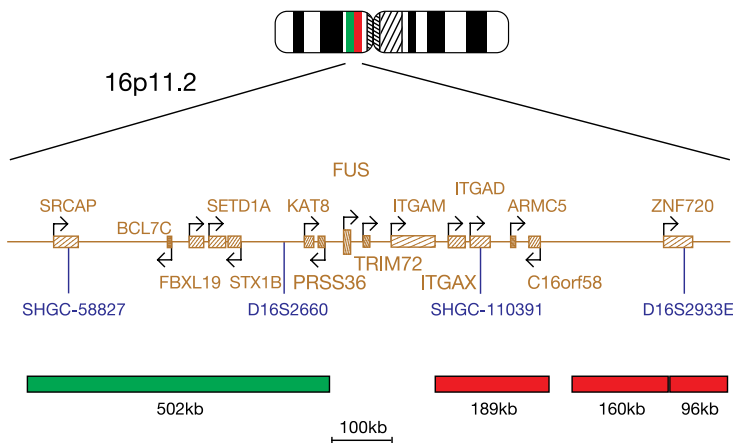 16p11.2
FUS
ITGAD
SRCAP SETD1A KAT8 ITGAM ARMC5 ZNF720
BCL7C
TRIM72
FBXL19 STX1B PRSS36 ITGAX C16orf58
SHGC-58827 D16S2660 SHGC-110391 D16S2933E
502kb 189kb 160kb 96kb
100kb